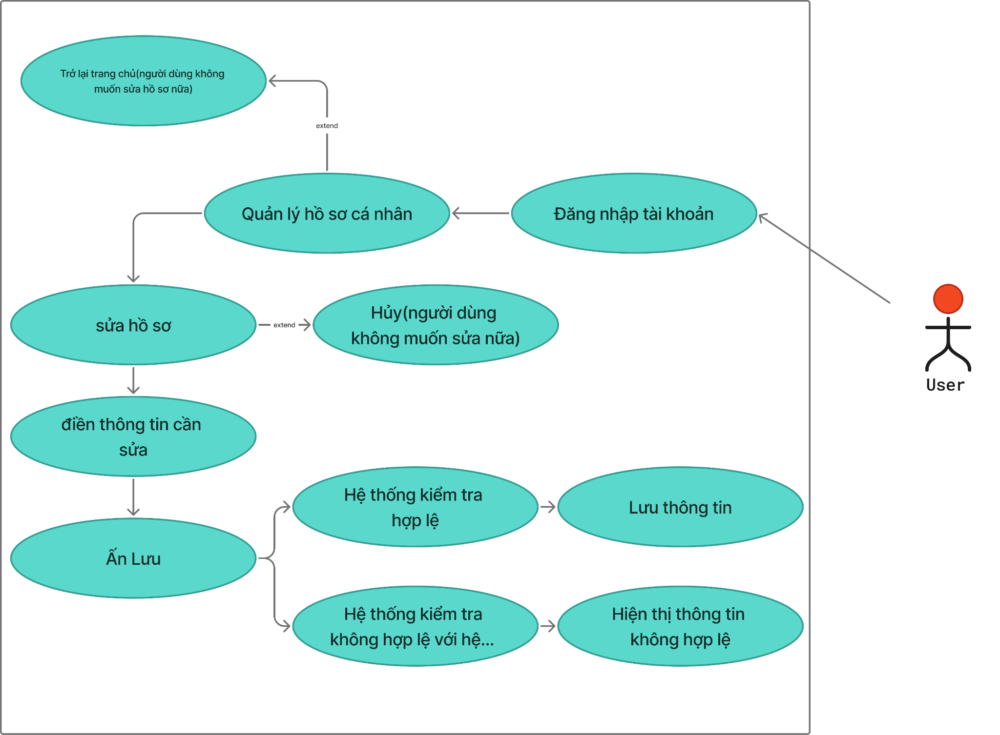 Trở lại trang chủ(người dùng không
muốn sửa hồ sơ nữa)
extend
Quản lý hồ sơ cá nhân
Đăng nhập tài khoản
sửa hồ sơ
extend
Hủy(người dùng
không muốn sửa nữa)
User
điền thông tin cần
sửa
Hệ thống kiểm tra
hợp lệ
Lưu thông tin
Ấn Lưu
Hệ thống kiểm tra
không hợp lệ với hệ...
Hiện thị thông tin
không hợp lệ